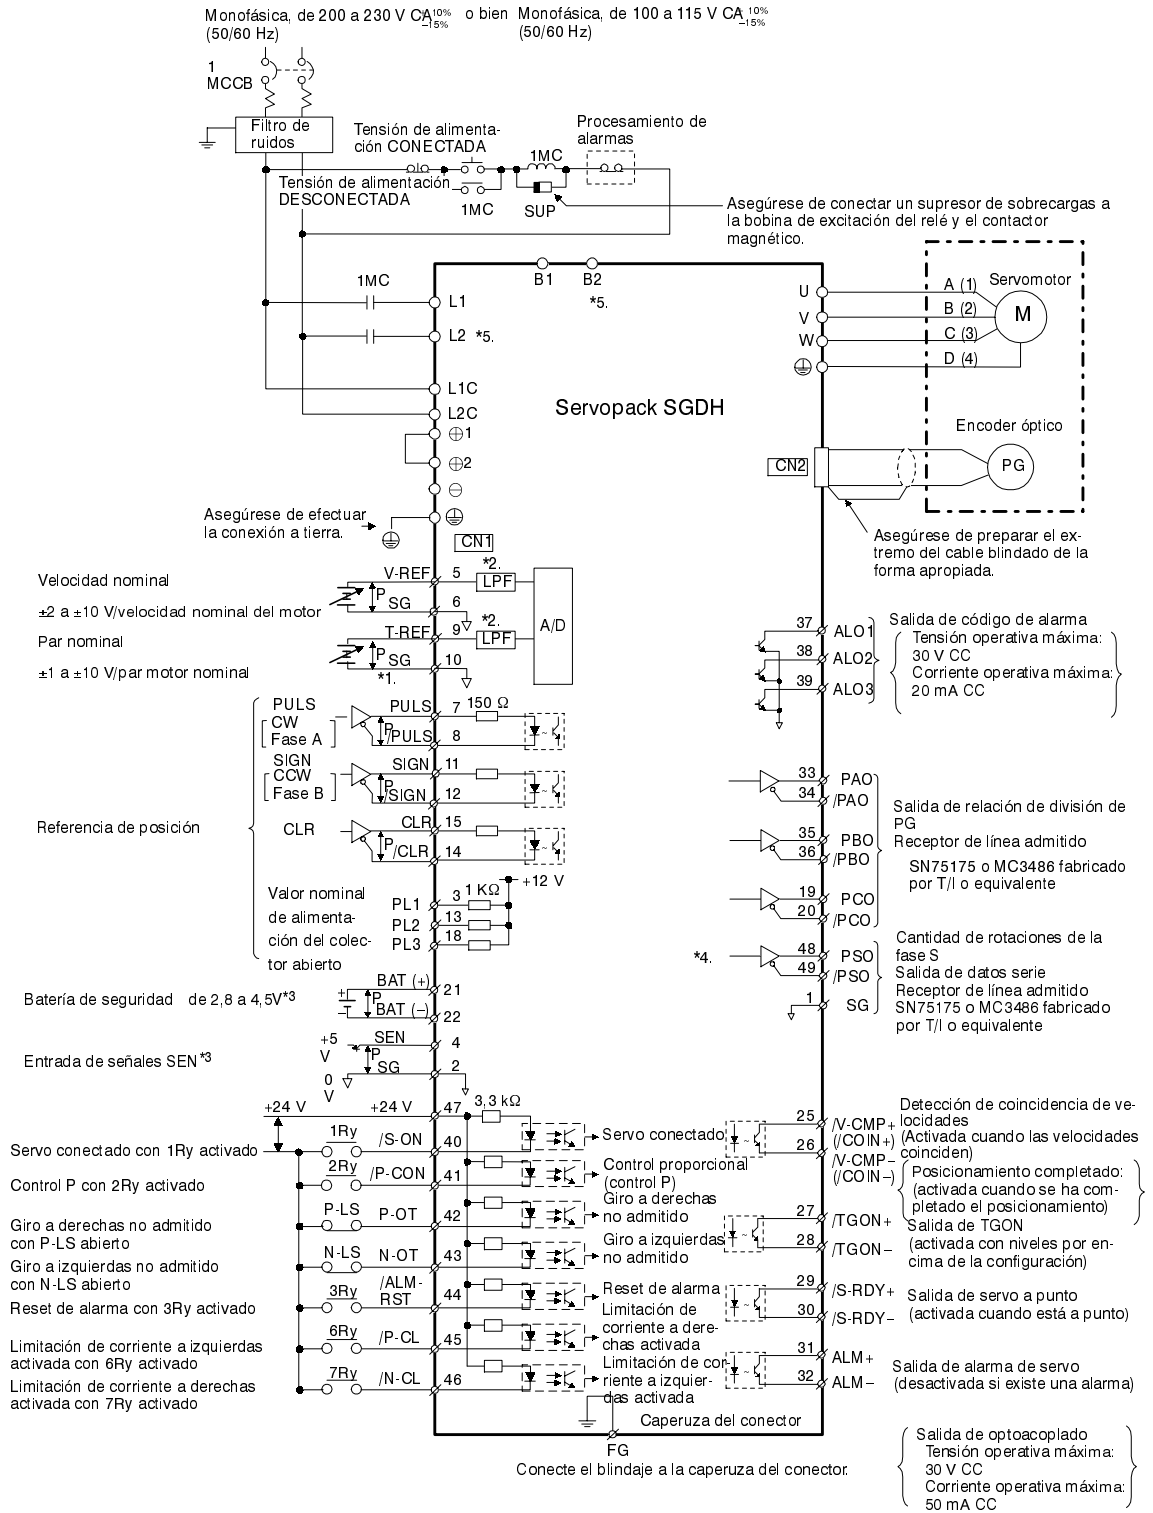 Monofásica, de 200 a 230 V CA +10% −15% o bien Monofásica, de 100 a 115 V CA +10% −15%
(50/60 Hz) (50/60 Hz)
1
MCCB
Filtro de
ruidos
Tensión de alimenta-
ción CONECTADA
Procesamiento de
alarmas
1MC
Tensión de alimentación
DESCONECTADA
1MC
SUP
Asegúrese de conectar un supresor de sobrecargas a
la bobina de excitación del relé y el contactor
magnético.
B1 B2
*5.
1MC
L1
L2 *5.
L1C
L2C
⊕1
⊕2
⊖
Servopack SGDH
U
V
W
A (1)
B (2)
C (3)
D (4)
Servomotor
M
Encoder óptico
CN2
PG
Asegúrese de preparar el ex-
tremo del cable blindado de la
forma apropiada.
Asegúrese de efectuar
la conexión a tierra.
CN1
Velocidad nominal
±2 a ±10 V/velocidad nominal del motor
V-REF 5 *2. LPF
P
SG 6
A/D
Par nominal
±1 a ±10 V/par motor nominal
T-REF 9 *2. LPF
P
SG 10
*1.
Referencia de posición
PULS
CW
Fase A
PULS 7 150 Ω
P
/PULS 8
SIGN
CCW
Fase B
SIGN 11
P
/SIGN 12
CLR
CLR 15
P
/CLR 14
Valor nominal
de alimenta-
ción del colec-
tor abierto
+12 V
PL1 3 1 KΩ
PL2 13
PL3 18
Batería de seguridad de 2,8 a 4,5V*3
+
−
BAT (+) 21
P
BAT (−) 22
Entrada de señales SEN*3
+5
V
SEN 4
P
SG 2
0
V
+24 V +24 V 47 3,3 kΩ
Servo conectado con 1Ry activado
1Ry /S-ON 40
Servo conectado
Control P con 2Ry activado
2Ry /P-CON 41
Control proporcional
(control P)
Giro a derechas no admitido
con P-LS abierto
P-LS P-OT 42
Giro a derechas
no admitido
Giro a izquierdas no admitido
con N-LS abierto
N-LS N-OT 43
Giro a izquierdas
no admitido
Reset de alarma con 3Ry activado
3Ry /ALM-
RST 44
Reset de alarma
Limitación de corriente a izquierdas
activada con 6Ry activado
6Ry /P-CL 45
Limitación de
corriente a dere-
chas activada
Limitación de corriente a derechas
activada con 7Ry activado
7Ry /N-CL 46
Limitación de cor
riente a izquier-
das activada
Caperuza del conector
FG
Conecte el blindaje a la caperuza del conector.
37 ALO1
38 ALO2
39 ALO3
Salida de código de alarma
Tensión operativa máxima:
30 V CC
Corriente operativa máxima:
20 mA CC
33 PAO
34 /PAO
35 PBO
36 /PBO
19 PCO
20 /PCO
Salida de relación de división de
PG
Receptor de línea admitido
SN75175 o MC3486 fabricado
por T/I o equivalente
*4.
48 PSO
49 /PSO
1 SG
Cantidad de rotaciones de la
fase S
Salida de datos serie
Receptor de línea admitido
SN75175 o MC3486 fabricado
por T/I o equivalente
25 /V-CMP+
(/COIN+)
26 /V-CMP−
(/COIN−)
Detección de coincidencia de ve-
locidades
(Activada cuando las velocidades
coinciden)
Posicionamiento completado:
(activada cuando se ha com-
pletado el posicionamiento)
27 /TGON+
28 /TGON−
Salida de TGON
(activada con niveles por en-
cima de la configuración)
29 /S-RDY+
30 /S-RDY−
Salida de servo a punto
(activada cuando está a punto)
31 ALM+
32 ALM−
Salida de alarma de servo
(desactivada si existe una alarma)
Salida de optoacoplado
Tensión operativa máxima:
30 V CC
Corriente operativa máxima:
50 mA CC